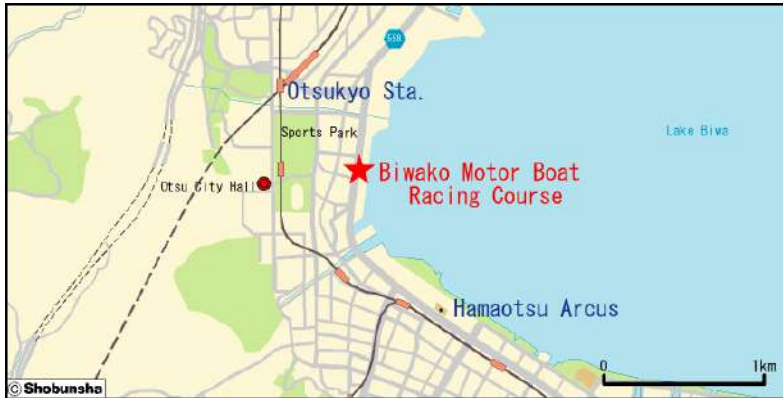 558
Otsukyo Sta.
Sports Park
Lake Biwa
Biwako Motor Boat
Racing Course
Otsu City Hall
Hamaotsu Arcus
0 1km
© Shobunsha